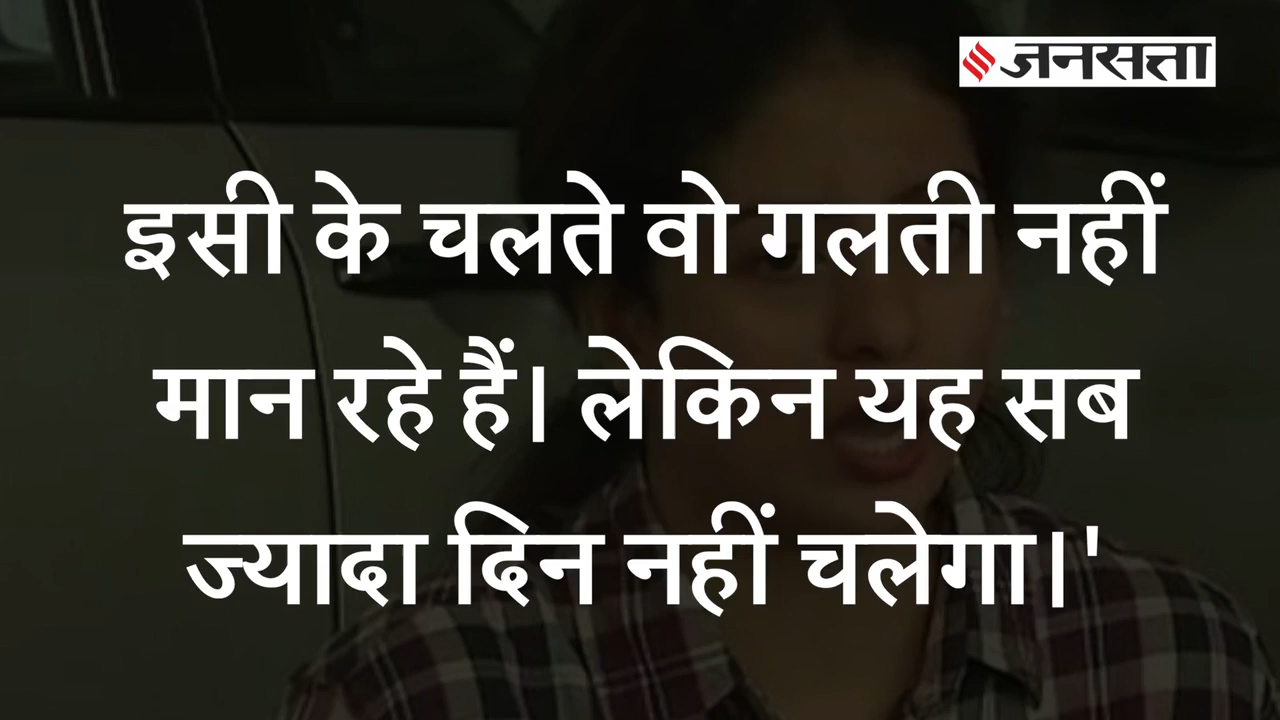 जनसत्ता
इसी के चलते वो गलती नहीं
मान रहे हैं। लेकिन यह सब
ज्यादा दिन नहीं चलेगा।'